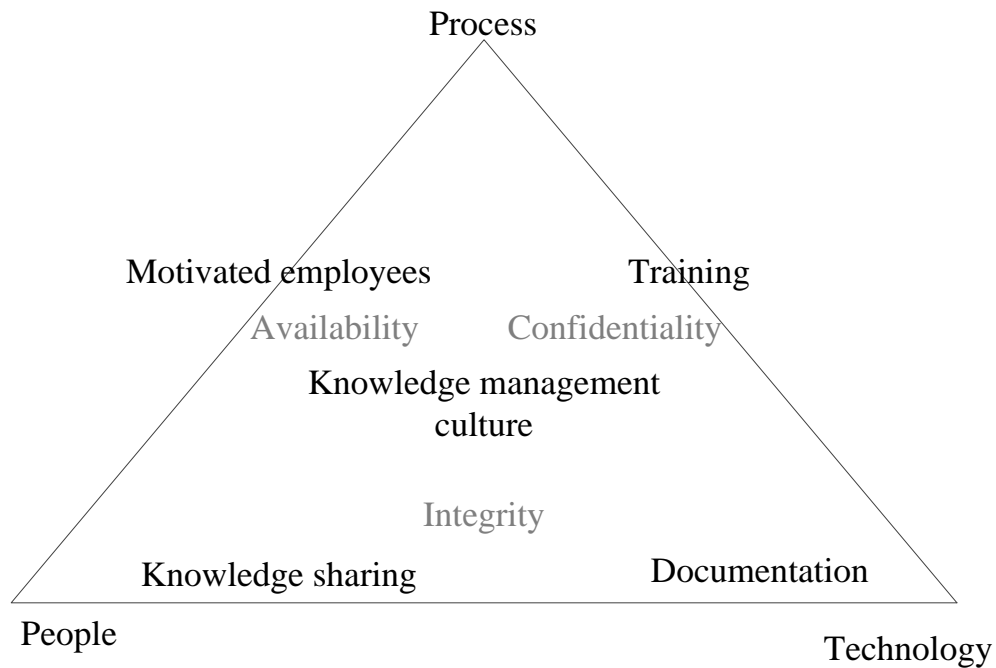 Process
Motivated employees
Training
Availability
Confidentiality
Knowledge management
culture
Integrity
Knowledge sharing
Documentation
People
Technology